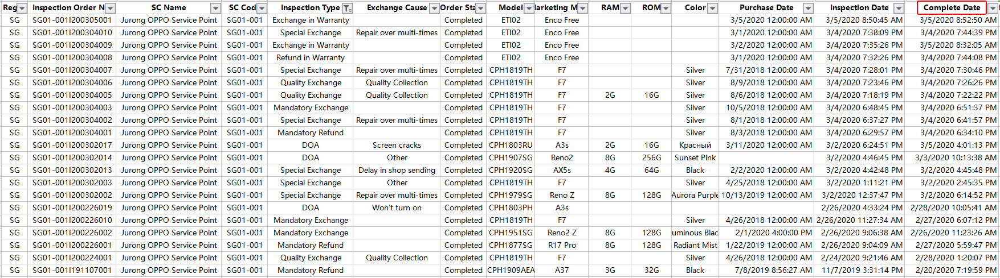 Reg Inspection Order N SC Name SC Cod Inspection Type Exchange Cause Order Sta Model Marketing M RAM ROM Color Purchase Date Inspection Date Complete Date
SG SG01-001I200305001 Jurong OPPO Service Point SG01-001 Exchange in Warranty Completed ETI02 Enco Free 3/5/2020 12:00:00 AM 3/5/2020 8:50:45 AM 3/5/2020 8:52:50 AM
SG SG01-001I200304010 Jurong OPPO Service Point SG01-001 Special Exchange Repair over multi-times Completed ETI02 Enco Free 3/1/2020 12:00:00 AM 3/4/2020 7:38:09 PM 3/4/2020 7:44:39 PM
SG SG01-001I200304009 Jurong OPPO Service Point SG01-001 Exchange in Warranty Completed ETI02 Enco Free 3/2/2020 12:00:00 AM 3/4/2020 7:35:26 PM 3/5/2020 8:32:05 AM
SG SG01-001I200304008 Jurong OPPO Service Point SG01-001 Refund in Warranty Completed ETI02 Enco Free 3/1/2020 12:00:00 AM 3/4/2020 7:32:26 PM 3/4/2020 7:44:08 PM
SG SG01-001I200304007 Jurong OPPO Service Point SG01-001 Special Exchange Repair over multi-times Completed CPH1819TH F7 Silver 7/31/2018 12:00:00 AM 3/4/2020 7:28:01 PM 3/4/2020 7:30:46 PM
SG SG01-001I200304006 Jurong OPPO Service Point SG01-001 Quality Exchange Quality Collection Completed CPH1819TH F7 Silver 8/9/2018 12:00:00 AM 3/4/2020 7:23:46 PM 3/4/2020 7:26:26 PM
SG SG01-001I200304005 Jurong OPPO Service Point SG01-001 Quality Exchange Quality Collection Completed CPH1819TH F7 2G 16G Silver 8/6/2018 12:00:00 AM 3/4/2020 7:18:19 PM 3/4/2020 7:22:22 PM
SG SG01-001I200304003 Jurong OPPO Service Point SG01-001 Mandatory Exchange Completed CPH1819TH F7 Silver 10/5/2018 12:00:00 AM 3/4/2020 6:48:45 PM 3/4/2020 6:51:37 PM
SG SG01-001I200304002 Jurong OPPO Service Point SG01-001 Special Exchange Repair over multi-times Completed CPH1819TH F7 Silver 8/1/2018 12:00:00 AM 3/4/2020 6:37:27 PM 3/4/2020 6:41:57 PM
SG SG01-001I200304001 Jurong OPPO Service Point SG01-001 Mandatory Refund Completed CPH1819TH F7 Silver 8/3/2018 12:00:00 AM 3/4/2020 6:29:57 PM 3/4/2020 6:34:10 PM
SG SG01-001I200302017 Jurong OPPO Service Point SG01-001 DOA Screen cracks Completed CPH1803RU A3s 2G 16G Красный 3/11/2020 12:00:00 AM 3/2/2020 6:24:51 PM 3/5/2020 4:01:13 PM
SG SG01-001I200302014 Jurong OPPO Service Point SG01-001 DOA Other Completed CPH1907SG Reno2 8G 256G Sunset Pink 3/2/2020 4:46:45 PM 3/3/2020 10:13:38 AM
SG SG01-001I200302013 Jurong OPPO Service Point SG01-001 Special Exchange Delay in shop sending Completed CPH1920SG AX5s 4G 64G Black 2/2/2020 12:00:00 AM 3/2/2020 4:42:48 PM 3/2/2020 4:45:48 PM
SG SG01-001I200302003 Jurong OPPO Service Point SG01-001 Special Exchange Other Completed CPH1819TH F7 Silver 4/25/2018 12:00:00 AM 3/2/2020 1:11:21 PM 3/2/2020 2:45:35 PM
SG SG01-001I200302002 Jurong OPPO Service Point SG01-001 Special Exchange Repair over multi-times Completed CPH1979SG Reno Z 8G 128G Aurora Purple 10/13/2019 12:00:00 AM 3/2/2020 12:37:47 PM 3/2/2020 6:14:52 PM
SG SG01-001I200226019 Jurong OPPO Service Point SG01-001 DOA Won't turn on Completed CPH1803PH A3s 2/26/2020 4:33:24 PM 2/28/2020 10:05:41 AM
SG SG01-001I200226010 Jurong OPPO Service Point SG01-001 Mandatory Exchange Completed CPH1819TH F7 Silver 4/26/2018 12:00:00 AM 2/26/2020 11:27:34 AM 2/27/2020 6:07:12 PM
SG SG01-001I200226002 Jurong OPPO Service Point SG01-001 Mandatory Exchange Completed CPH1951SG Reno2 Z 8G 128G uminous Blac 2/1/2020 4:00:00 PM 2/26/2020 9:06:38 AM 2/26/2020 11:23:26 AM
SG SG01-001I200226001 Jurong OPPO Service Point SG01-001 Mandatory Refund Completed CPH1877SG R17 Pro 8G 128G Radiant Mist 1/22/2019 12:00:00 AM 2/26/2020 9:04:09 AM 2/27/2020 5:59:47 PM
SG SG01-001I200224001 Jurong OPPO Service Point SG01-001 Quality Exchange Quality Collection Completed CPH1819TH F7 Silver 4/26/2018 12:00:00 AM 2/24/2020 9:21:46 AM 2/28/2020 1:20:07 PM
SG SG01-001I191107001 Jurong OPPO Service Point SG01-001 Mandatory Refund Completed CPH1909AEA A37 3G 32G Black 7/8/2019 8:56:27 AM 11/7/2019 3:31:14 PM 2/20/2020 7:19:59 PM